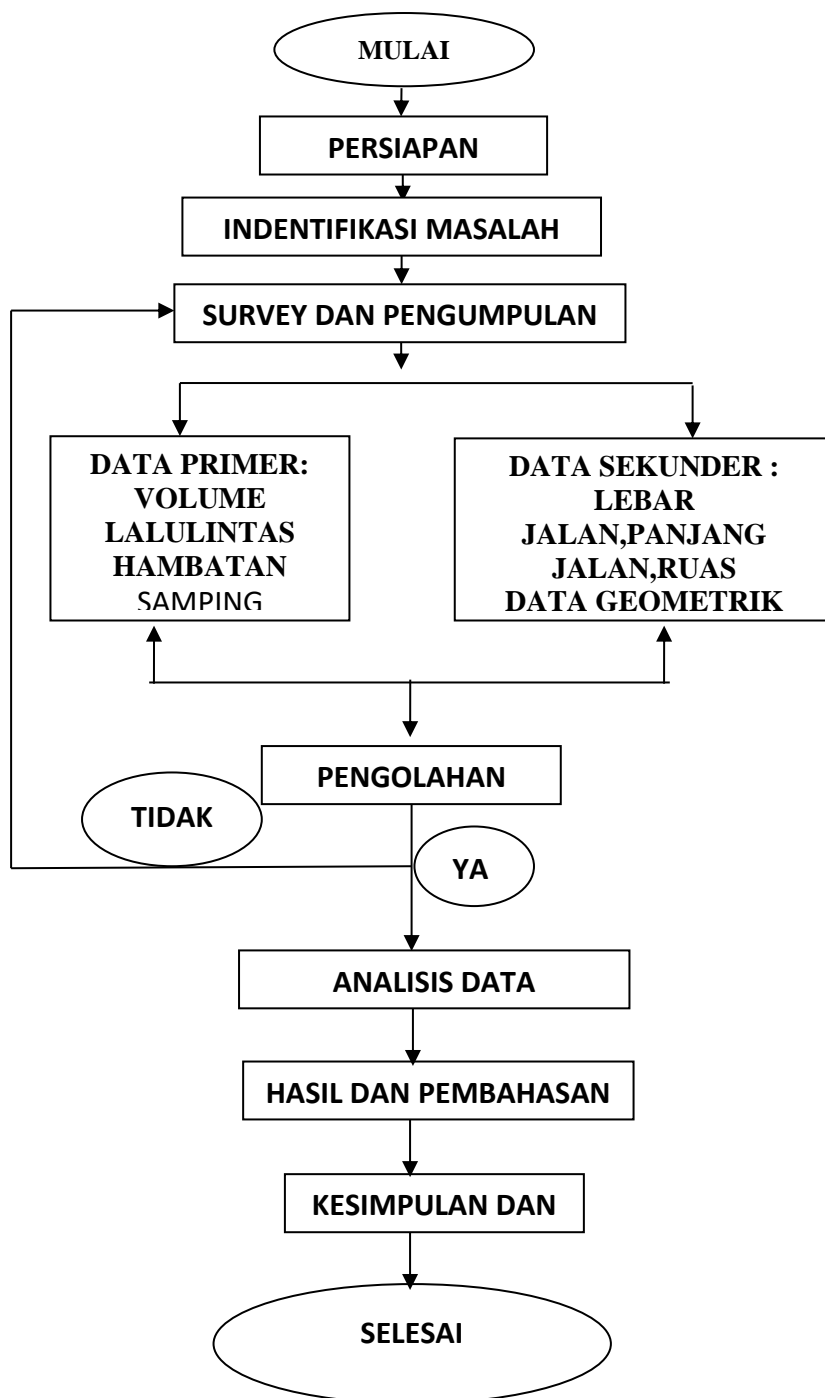 MULAI
PERSIAPAN
INDENTIFIKASI MASALAH
SURVEY DAN PENGUMPULAN
DATA PRIMER:
VOLUME
LALULINTAS
HAMBATAN
SAMPING
DATA SEKUNDER :
LEBAR
JALAN,PANJANG
JALAN,RUAS
DATA GEOMETRIK
PENGOLAHAN
TIDAK
YA
ANALISIS DATA
HASIL DAN PEMBAHASAN
KESIMPULAN DAN
SELESAI